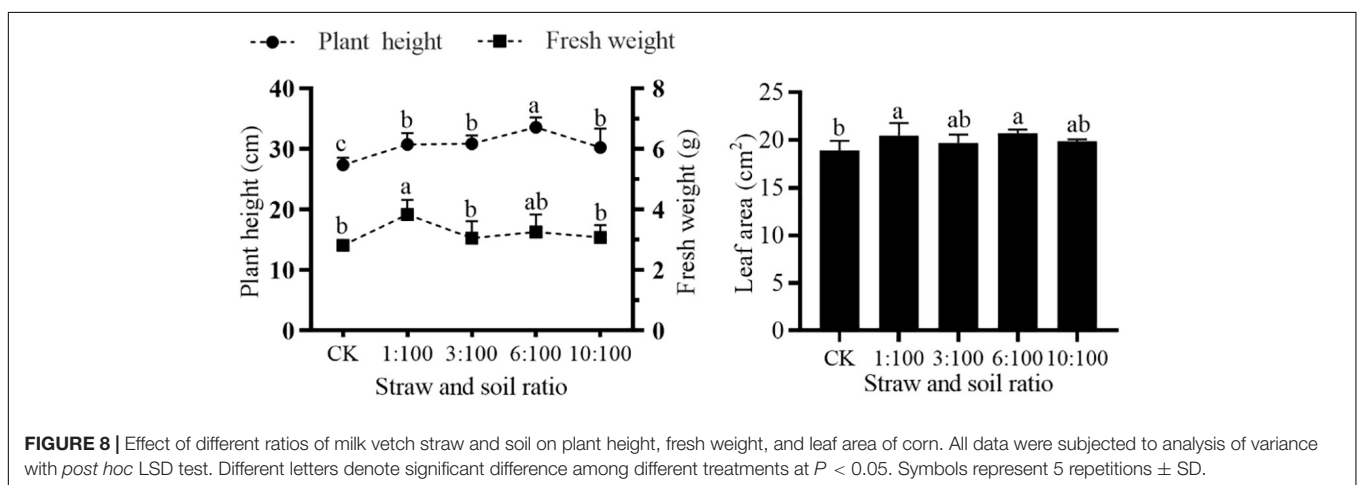 Plant height Fresh weight
40
30
20
10
0
Plant height (cm)
c b b a b
b a b ab b
8
6
4
2
0
Fresh weight (g)
CK 1:100 3:100 6:100 10:100
Straw and soil ratio
25
20
15
10
5
0
Leaf area (cm²)
b a ab a ab
CK 1:100 3:100 6:100 10:100
Straw and soil ratio
FIGURE 8 | Effect of different ratios of milk vetch straw and soil on plant height, fresh weight, and leaf area of corn. All data were subjected to analysis of variance
with post hoc LSD test. Different letters denote significant difference among different treatments at P < 0.05. Symbols represent 5 repetitions ± SD.